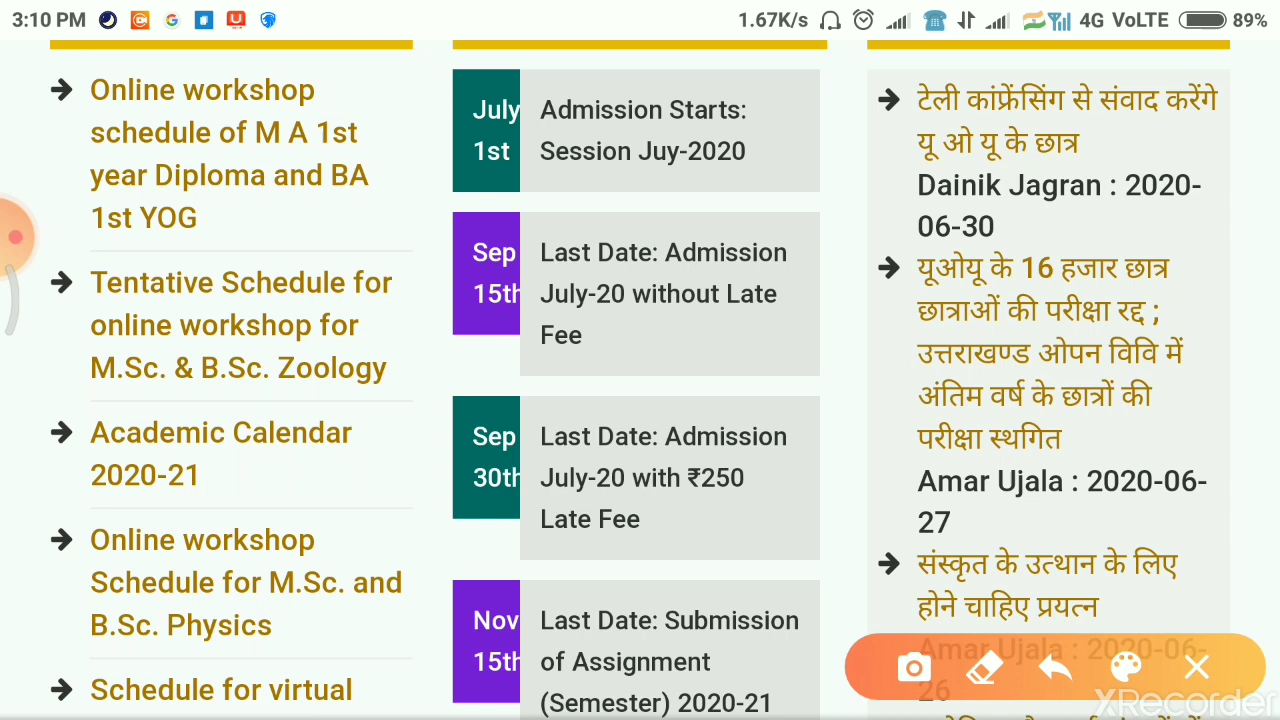 3:10 PM 1.67K/s 4G VoLTE 89%
Online workshop
schedule of M A 1st
year Diploma and BA
1st YOG
Tentative Schedule for
online workshop for
M.Sc. & B.Sc. Zoology
Academic Calendar
2020-21
Online workshop
Schedule for M.Sc. and
B.Sc. Physics
Schedule for virtual
July
1st
Admission Starts:
Session Juy-2020
Sep
15th
Last Date: Admission
July-20 without Late
Fee
Sep
30th
Last Date: Admission
July-20 with ₹250
Late Fee
Nov
15th
Last Date: Submission
of Assignment
(Semester) 2020-21
टेली कांफ्रेंसिंग से संवाद करेंगे
यू ओ यू के छात्र
Dainik Jagran : 2020-
06-30
यूओयू के 16 हजार छात्र
छात्राओं की परीक्षा रद्द ;
उत्तराखण्ड ओपन विवि में
अंतिम वर्ष के छात्रों की
परीक्षा स्थगित
Amar Ujala : 2020-06-
27
संस्कृत के उत्थान के लिए
होने चाहिए प्रयत्न
Amar Ujala : 2020-06-
26
XRecorder